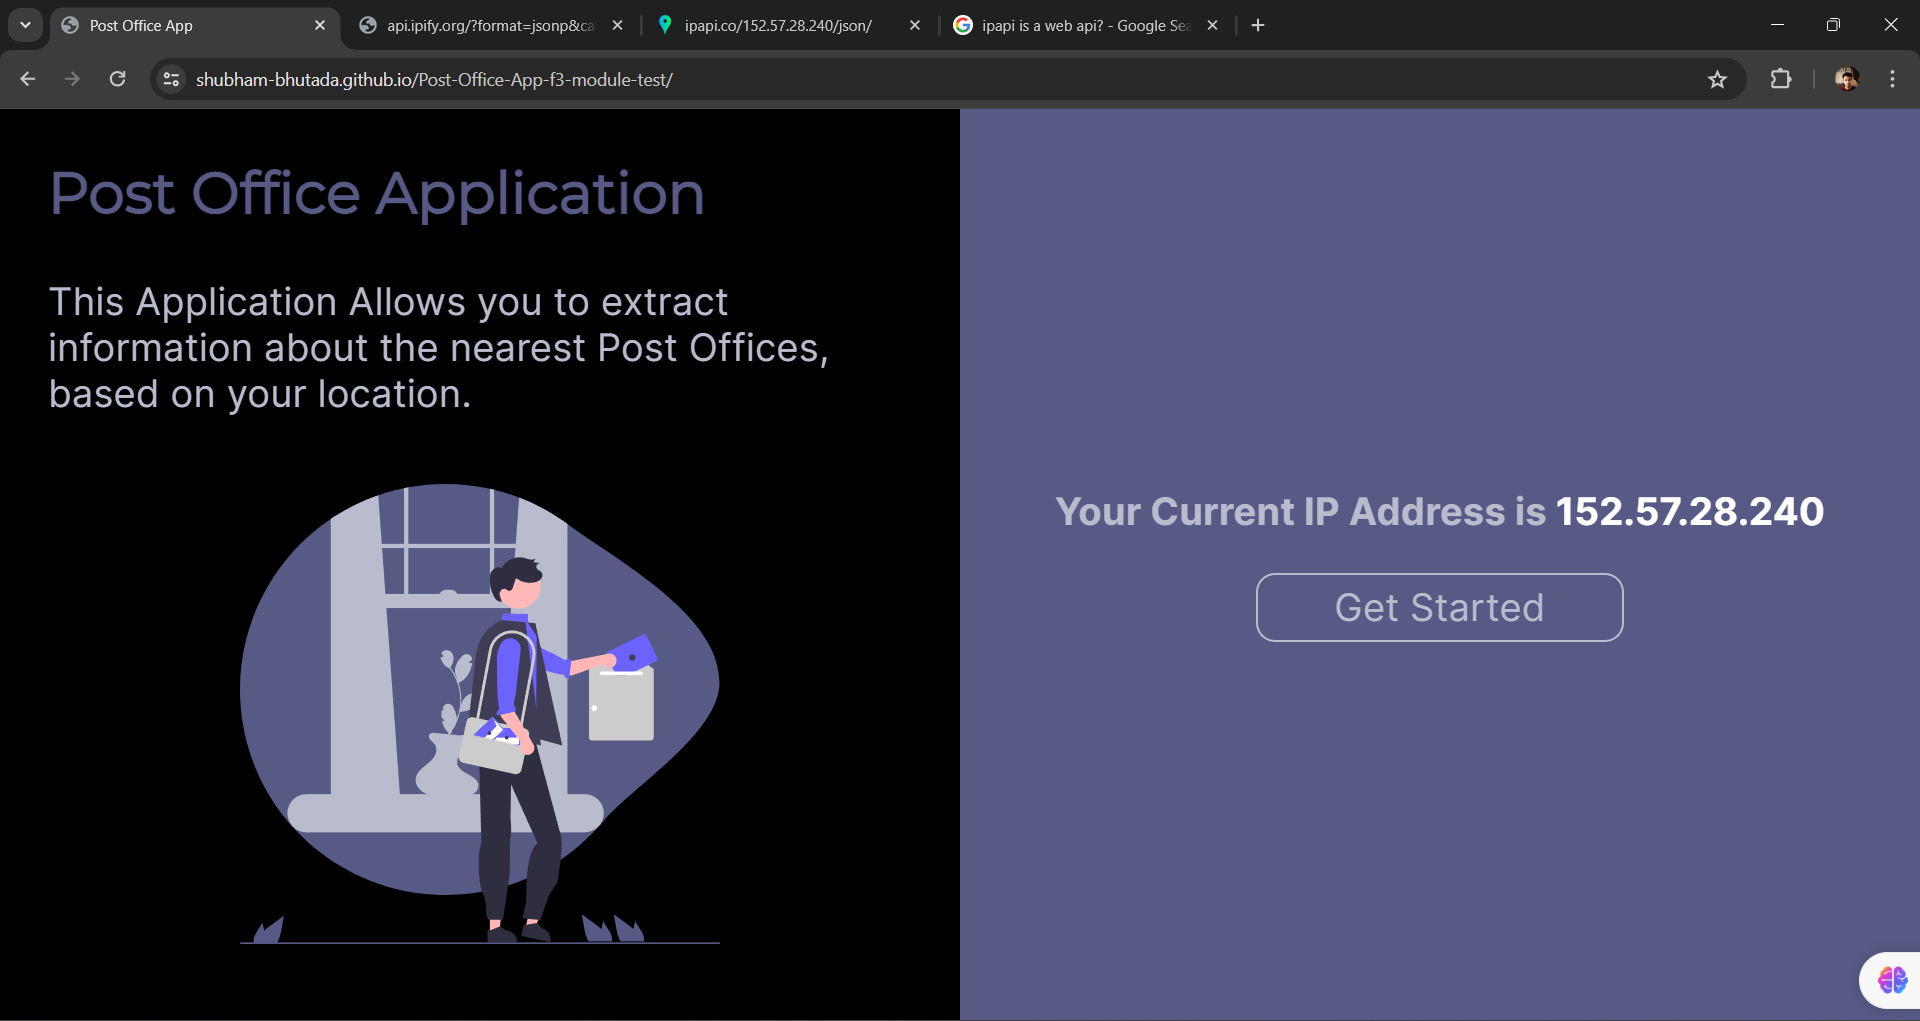 Post Office App
api.ipify.org/?format=jsonp&ca
ipapi.co/152.57.28.240/json/
ipapi is a web api? - Google Sea
shubham-bhutada.github.io/Post-Office-App-f3-module-test/
Post Office Application
This Application Allows you to extract
information about the nearest Post Offices,
based on your location.
Your Current IP Address is 152.57.28.240
Get Started